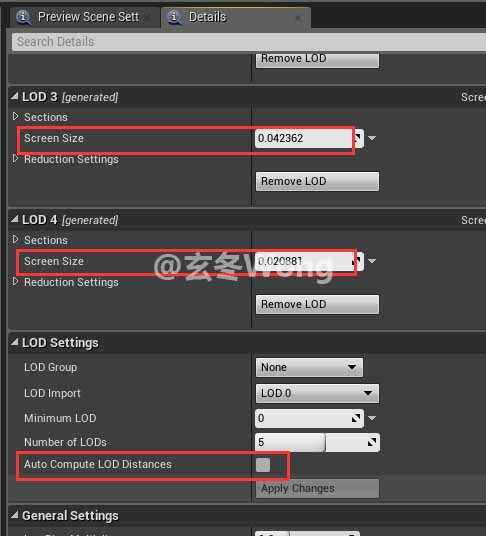 Preview Scene Sett
Details
Search Details
Remove LOD
LOD 3 [generated]
Scree
Sections
Screen Size 0.042362
Reduction Settings
Remove LOD
LOD 4 [generated]
Scree
Sections
Screen Size 0.020881
@玄冬Wong
Reduction Settings
Remove LOD
LOD Settings
LOD Group None
LOD Import LOD 0
Minimum LOD 0
Number of LODs 5
Auto Compute LOD Distances
Apply Changes
General Settings